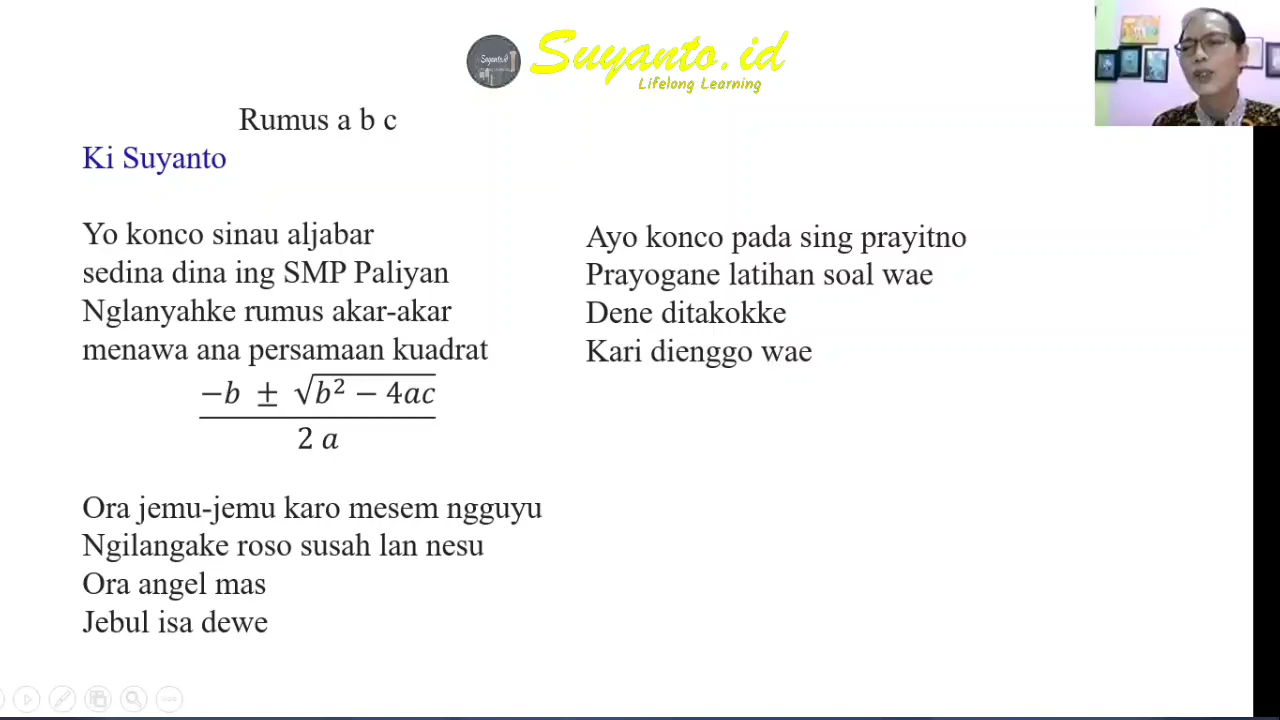 Suyanto.id
Suyanto.id
Lifelong Learning
Rumus a b c
Ki Suyanto
Yo konco sinau aljabar
sedina dina ing SMP Paliyan
Nglanyahke rumus akar-akar
menawa ana persamaan kuadrat
−b ± √b² − 4ac
2 a
Ora jemu-jemu karo mesem ngguyu
Ngilangake roso susah lan nesu
Ora angel mas
Jebul isa dewe
Ayo konco pada sing prayitno
Prayogane latihan soal wae
Dene ditakokke
Kari dienggo wae